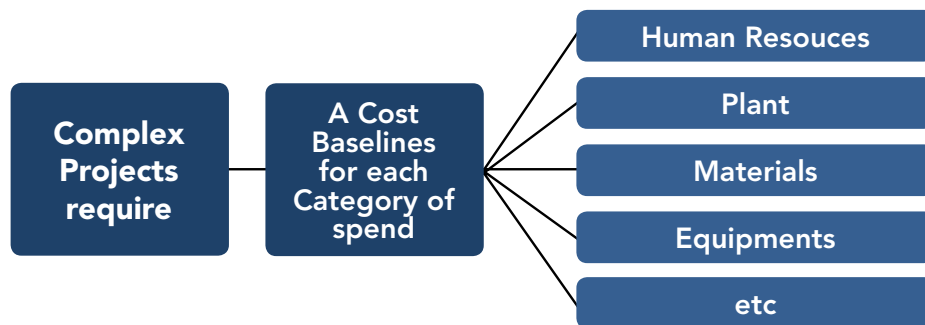 Complex
Projects
require
A Cost
Baselines
for each
Category of
spend
Human Resouces
Plant
Materials
Equipments
etc